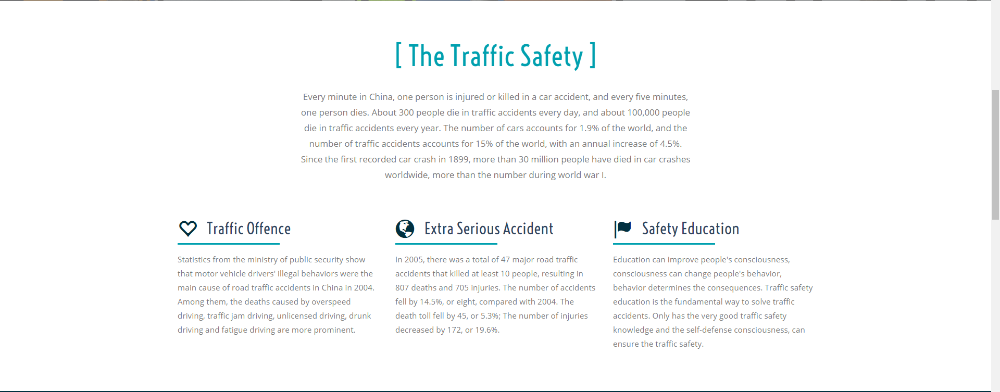 [ The Traffic Safety ]
Every minute in China, one person is injured or killed in a car accident, and every five minutes,
one person dies. About 300 people die in traffic accidents every day, and about 100,000 people
die in traffic accidents every year. The number of cars accounts for 1.9% of the world, and the
number of traffic accidents accounts for 15% of the world, with an annual increase of 4.5%.
Since the first recorded car crash in 1899, more than 30 million people have died in car crashes
worldwide, more than the number during world war I.
Traffic Offence
Statistics from the ministry of public security show
that motor vehicle drivers' illegal behaviors were the
main cause of road traffic accidents in China in 2004.
Among them, the deaths caused by overspeed
driving, traffic jam driving, unlicensed driving, drunk
driving and fatigue driving are more prominent.
Extra Serious Accident
In 2005, there was a total of 47 major road traffic
accidents that killed at least 10 people, resulting in
807 deaths and 705 injuries. The number of accidents
fell by 14.5%, or eight, compared with 2004. The
death toll fell by 45, or 5.3%; The number of injuries
decreased by 172, or 19.6%.
Safety Education
Education can improve people's consciousness,
consciousness can change people's behavior,
behavior determines the consequences. Traffic safety
education is the fundamental way to solve traffic
accidents. Only has the very good traffic safety
knowledge and the self-defense consciousness, can
ensure the traffic safety.